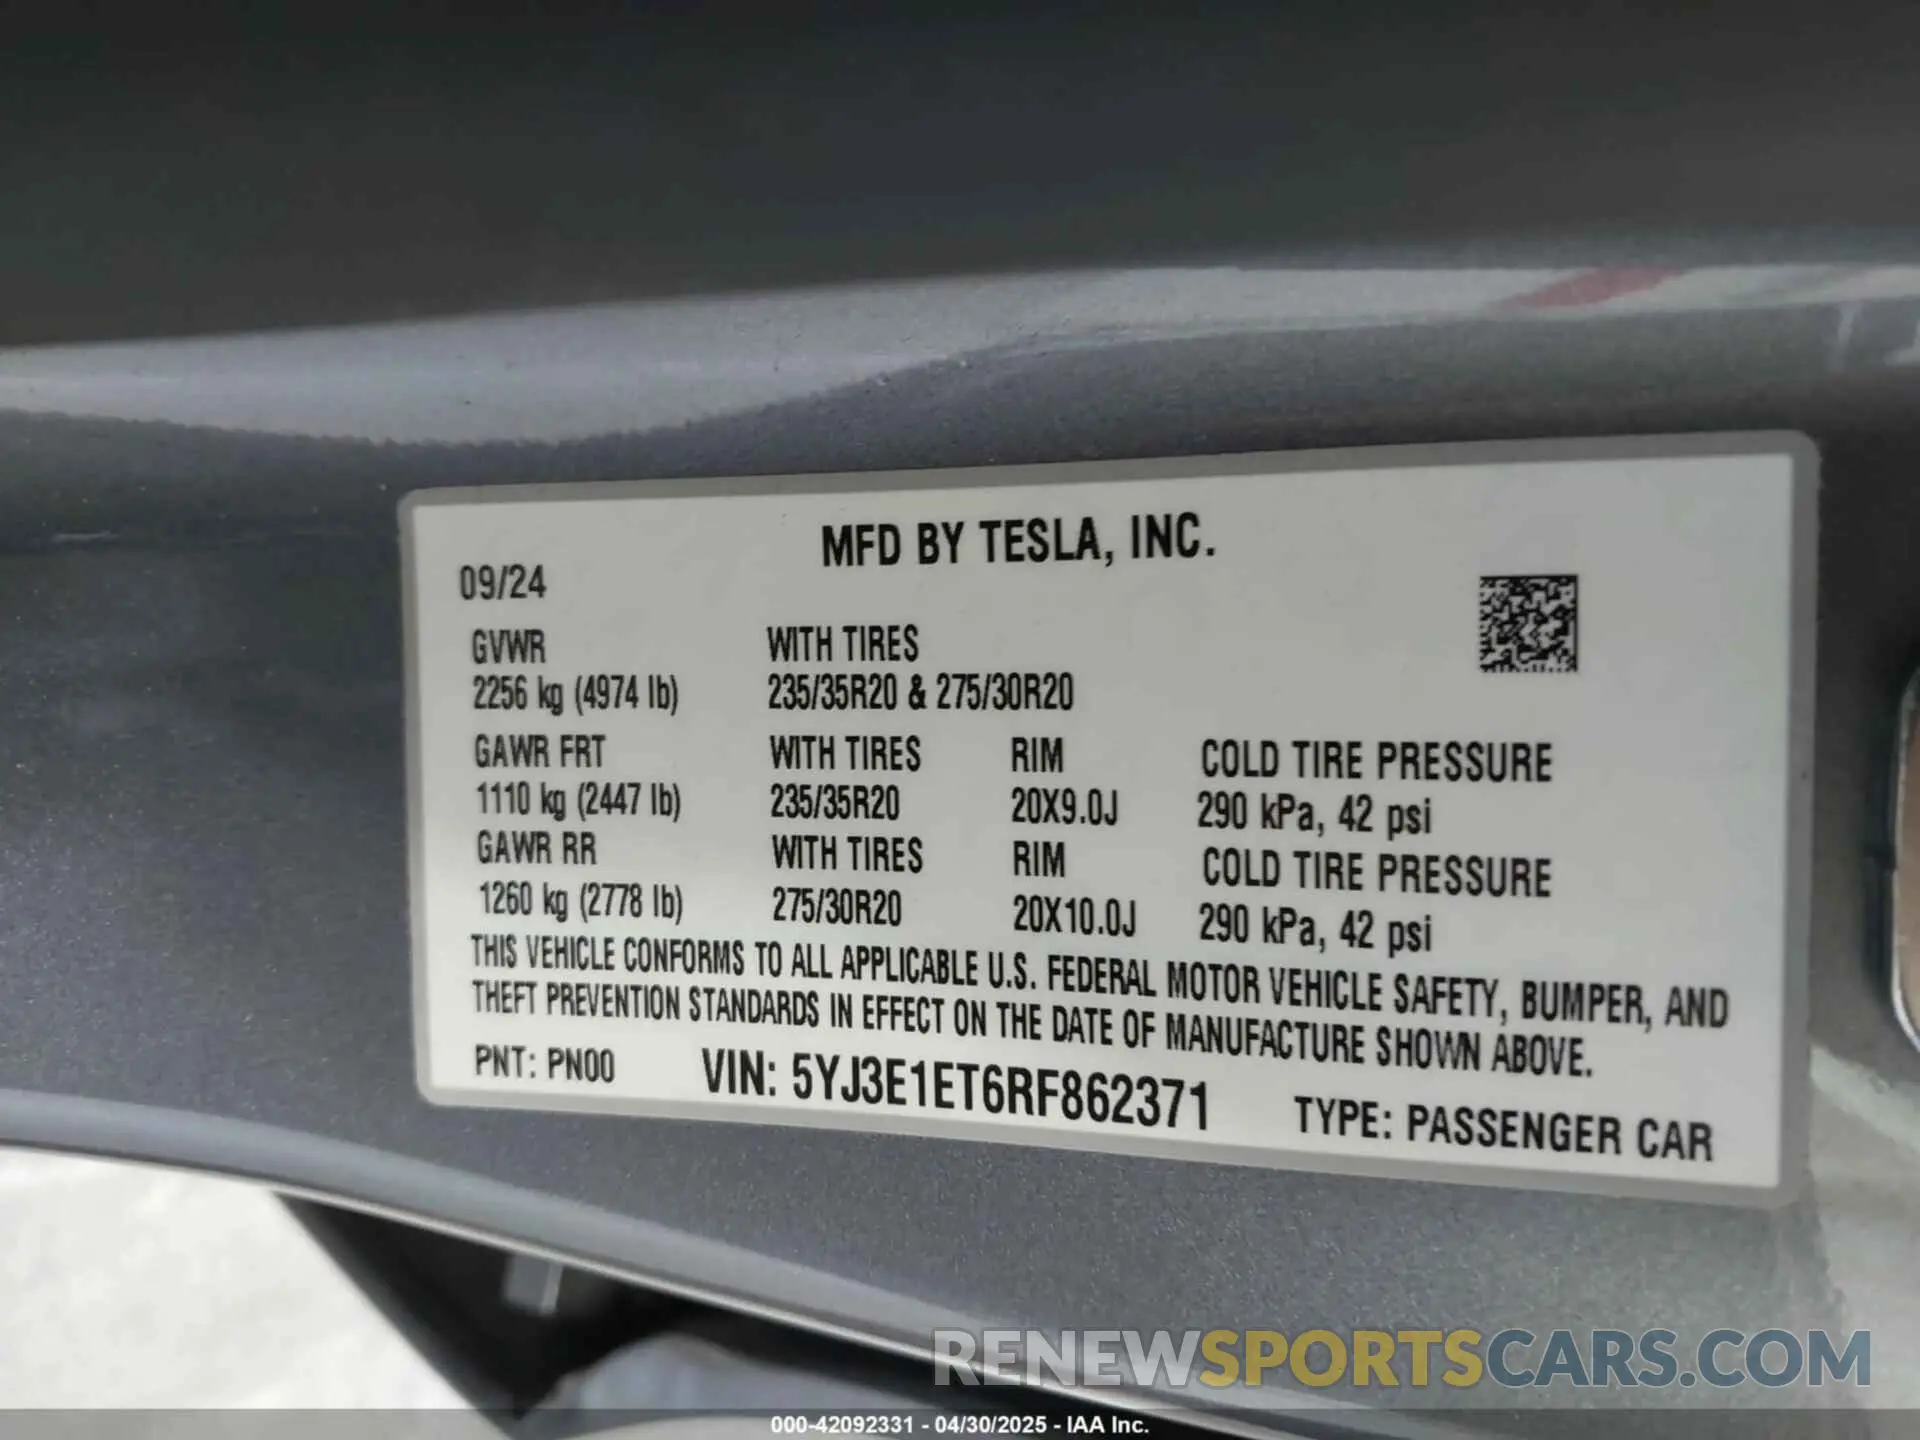 MFD BY TESLA, INC.
09/24
GVWR WITH TIRES
2256 kg (4974 lb) 235/35R20 & 275/30R20
GAWR FRT WITH TIRES RIM COLD TIRE PRESSURE
1110 kg (2447 lb) 235/35R20 20X9.0J 290 kPa, 42 psi
GAWR RR WITH TIRES RIM COLD TIRE PRESSURE
1260 kg (2778 lb) 275/30R20 20X10.0J 290 kPa, 42 psi
THIS VEHICLE CONFORMS TO ALL APPLICABLE U.S. FEDERAL MOTOR VEHICLE SAFETY, BUMPER, AND
THEFT PREVENTION STANDARDS IN EFFECT ON THE DATE OF MANUFACTURE SHOWN ABOVE.
PNT: PN00 VIN: 5YJ3E1ET6RF862371 TYPE: PASSENGER CAR
RENEWSPORTSCARS.COM
000-42092331 - 04/30/2025 - IAA Inc.